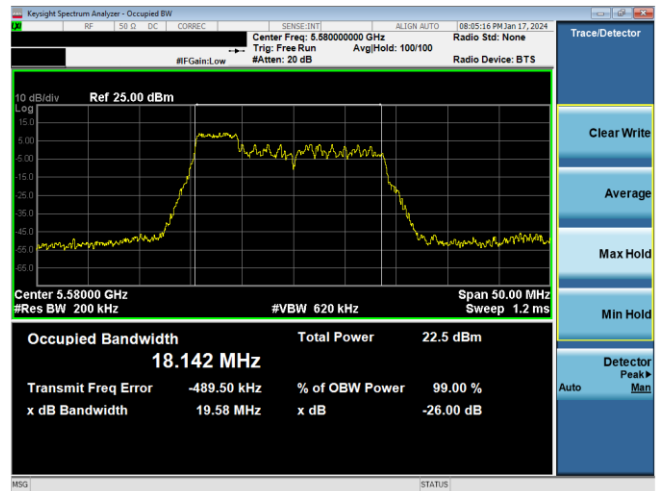 Keysight Spectrum Analyzer - Occupied BW
RF 50 Ω DC CORREC SENSE:INT ALIGN AUTO 08:05:16 PM Jan 17, 2024
Center Freq: 5.580000000 GHz Radio Std: None
Trig: Free Run Avg|Hold: 100/100
#IFGain:Low #Atten: 20 dB Radio Device: BTS
Trace/Detector
10 dB/div Ref 25.00 dBm
Log
15.0
5.00
-5.00
-15.0
-25.0
-35.0
-45.0
-55.0
-65.0
Center 5.58000 GHz Span 50.00 MHz
#Res BW 200 kHz #VBW 620 kHz Sweep 1.2 ms
Occupied Bandwidth Total Power 22.5 dBm
18.142 MHz
Transmit Freq Error -489.50 kHz % of OBW Power 99.00 %
x dB Bandwidth 19.58 MHz x dB -26.00 dB
Clear Write
Average
Max Hold
Min Hold
Detector
Peak▶
Auto Man
MSG STATUS